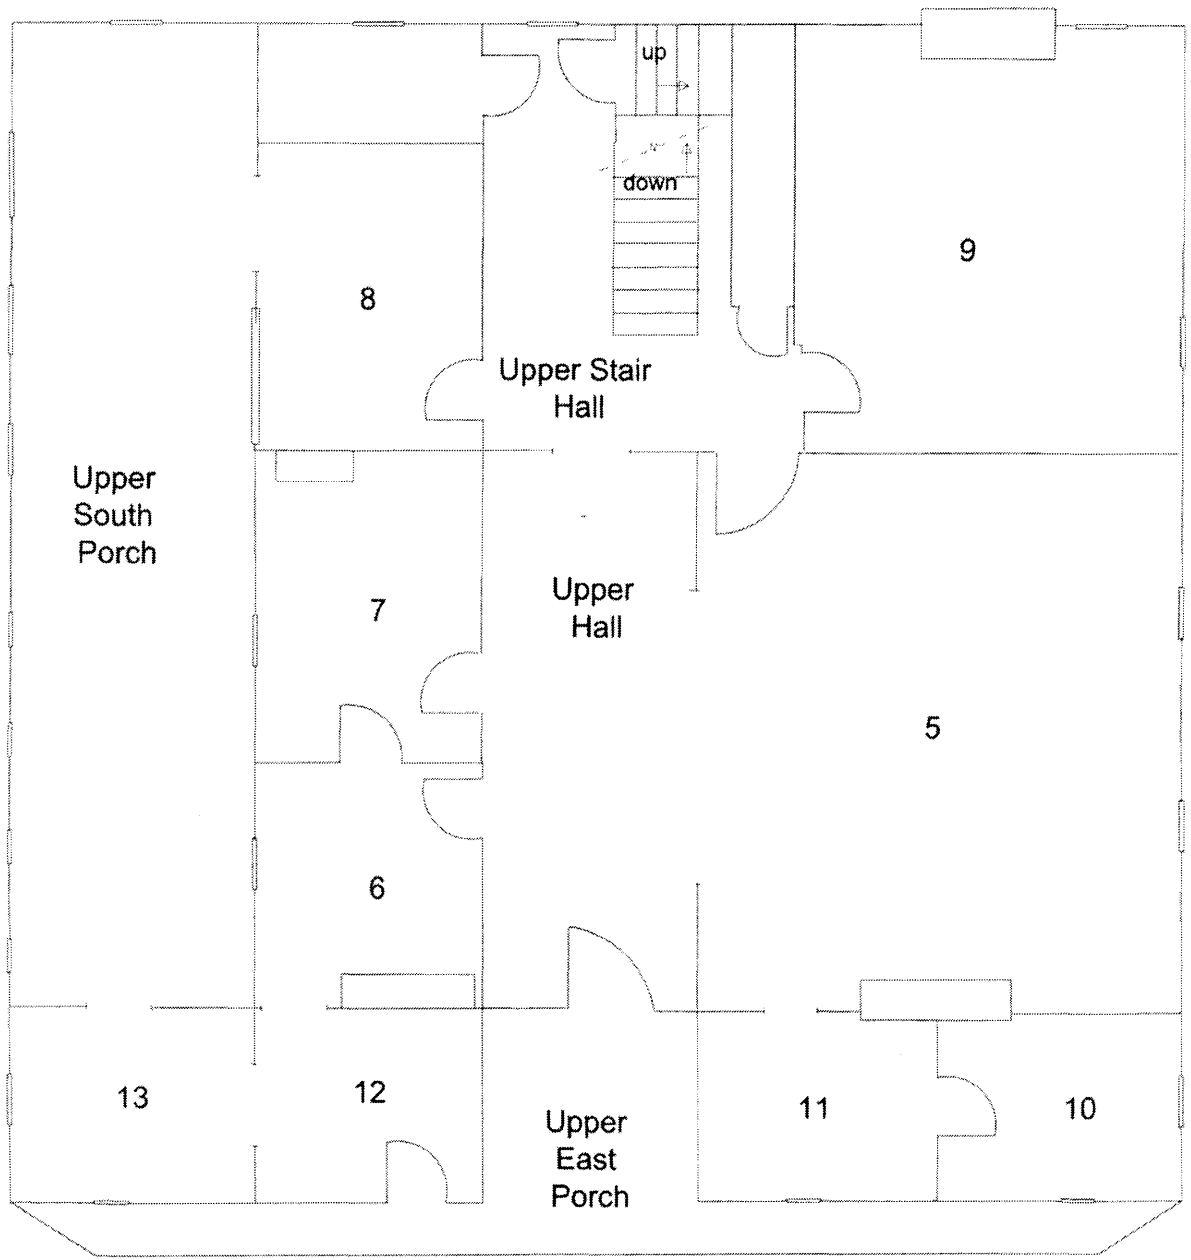 up
down
9
8
Upper Stair
Hall
Upper
South
Porch
7
Upper
Hall
5
6
13
12
Upper
East
Porch
11
10